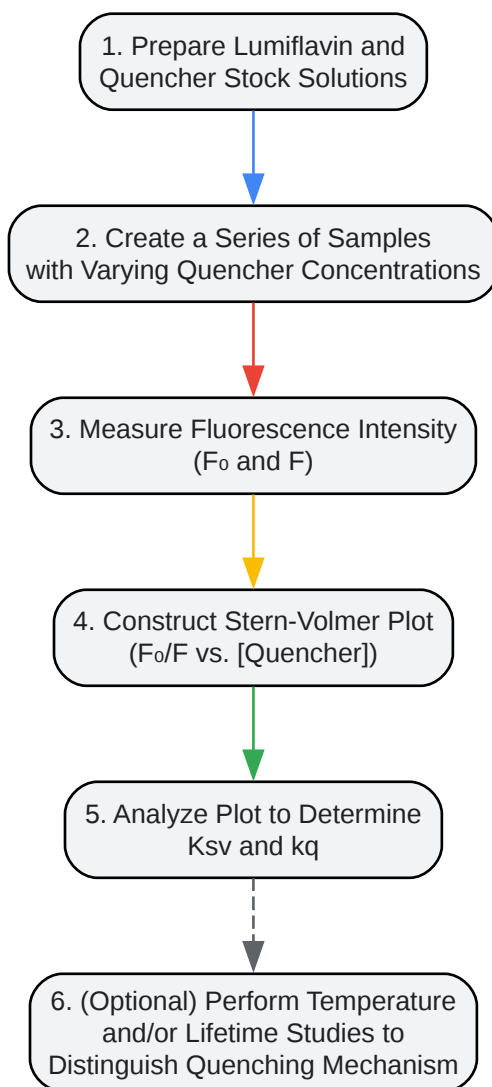 1. Prepare Lumiflavin and
Quencher Stock Solutions
2. Create a Series of Samples
with Varying Quencher Concentrations
3. Measure Fluorescence Intensity
(F₀ and F)
4. Construct Stern-Volmer Plot
(F₀/F vs. [Quencher])
5. Analyze Plot to Determine
Ksv and kq
6. (Optional) Perform Temperature
and/or Lifetime Studies to
Distinguish Quenching Mechanism